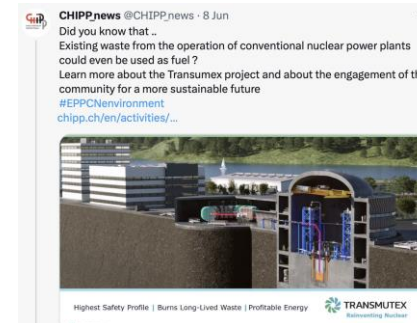 CHIPP_news @CHIPP_news · 8 Jun
Did you know that ..
Existing waste from the operation of conventional nuclear power plants
could even be used as fuel ?
Learn more about the Transumex project and about the engagement of
community for a more sustainable future
#EPPCNenvironment
chipp.ch/en/activities/...
Highest Safety Profile | Burns Long-Lived Waste | Profitable Energy
TRANSMUTEX
Reinventing Nuclear